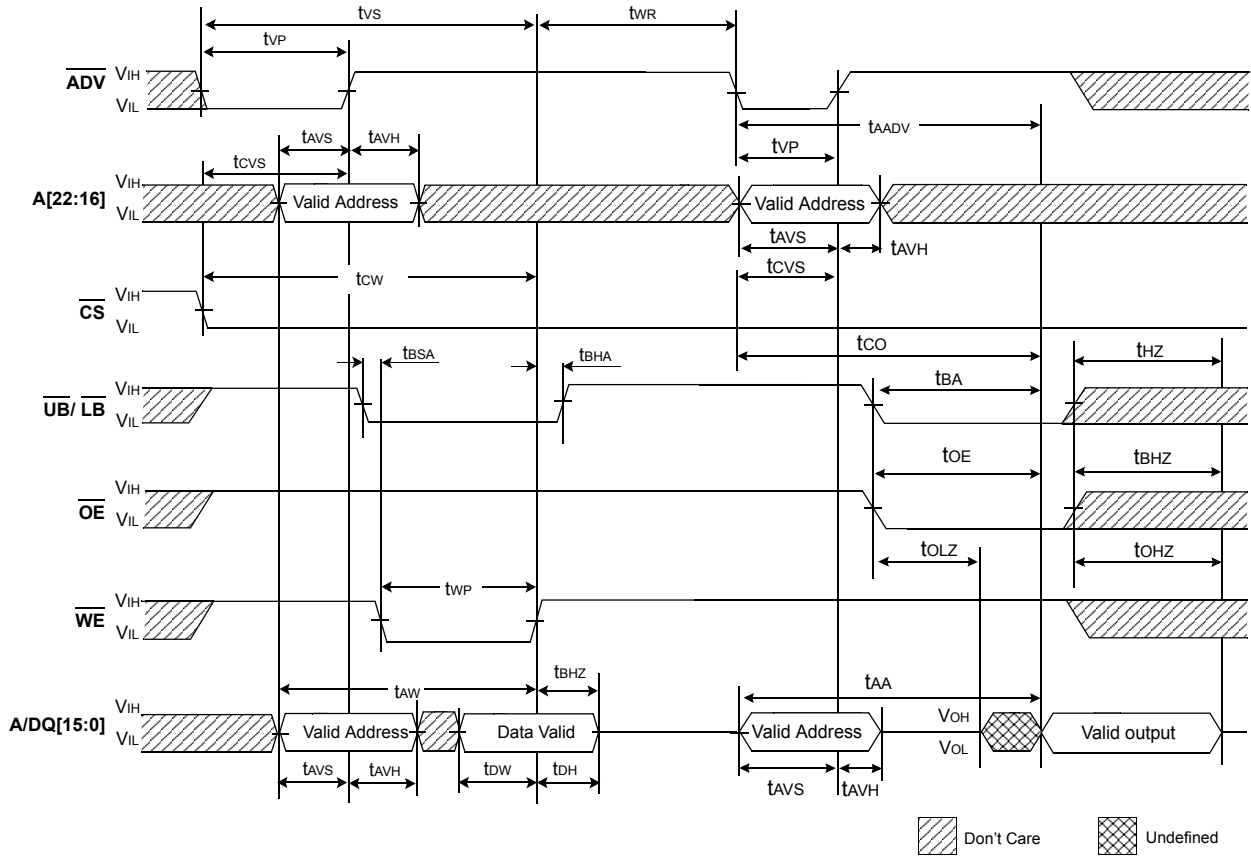 tVS
tWR
tVP
ADV
VIH
VIL
tAADV
tAVS
tAVH
tVP
tCVS
A[22:16]
VIH
VIL
Valid Address
Valid Address
tAVS
tAVH
tCW
tCVS
CS
VIH
VIL
tCO
tBSA
tBHA
tHZ
tBA
UB/ LB
VIH
VIL
tOE
tBHZ
OE
VIH
VIL
tOLZ
tOHZ
tWP
WE
VIH
VIL
tBHZ
tAW
tAA
A/DQ[15:0]
VIH
VIL
Valid Address
Data Valid
Valid Address
VOH
VOL
Valid output
tAVS
tAVH
tDW
tDH
tAVS
tAVH
Don't Care
Undefined